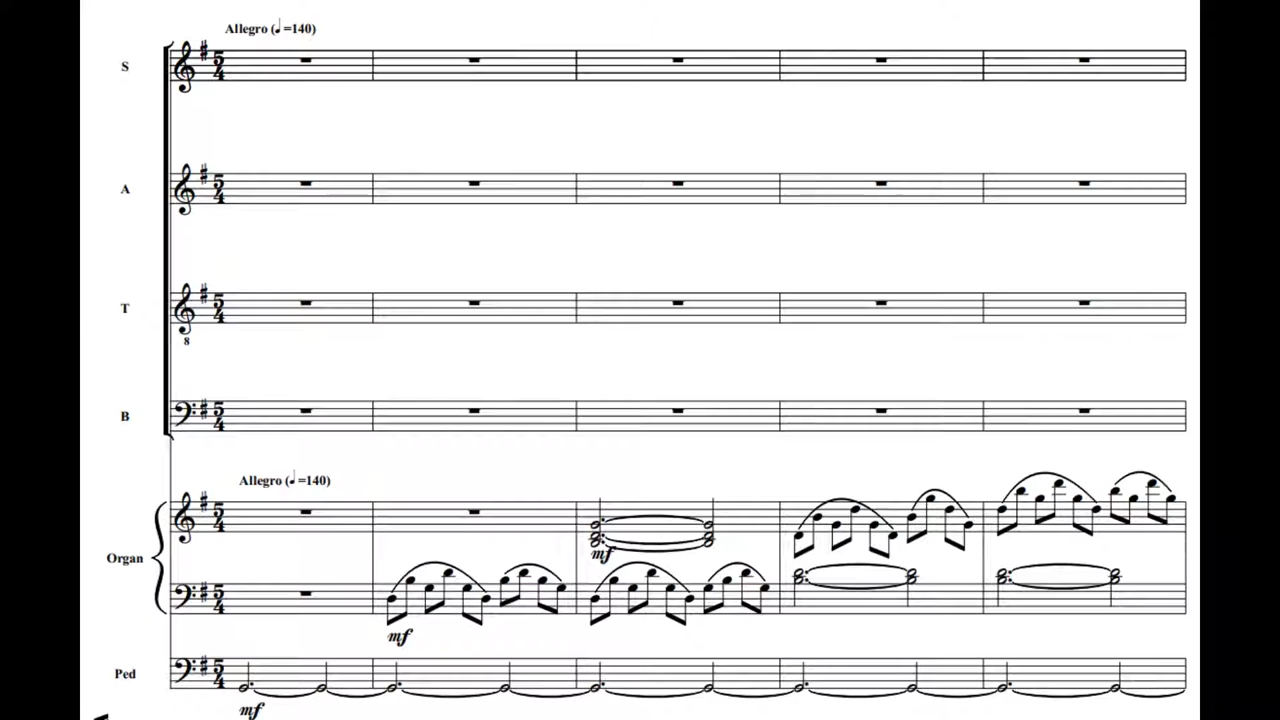 Allegro (♩=140)
S
A
T
8
B
Allegro (♩=140)
Organ
mf
mf
Ped
mf